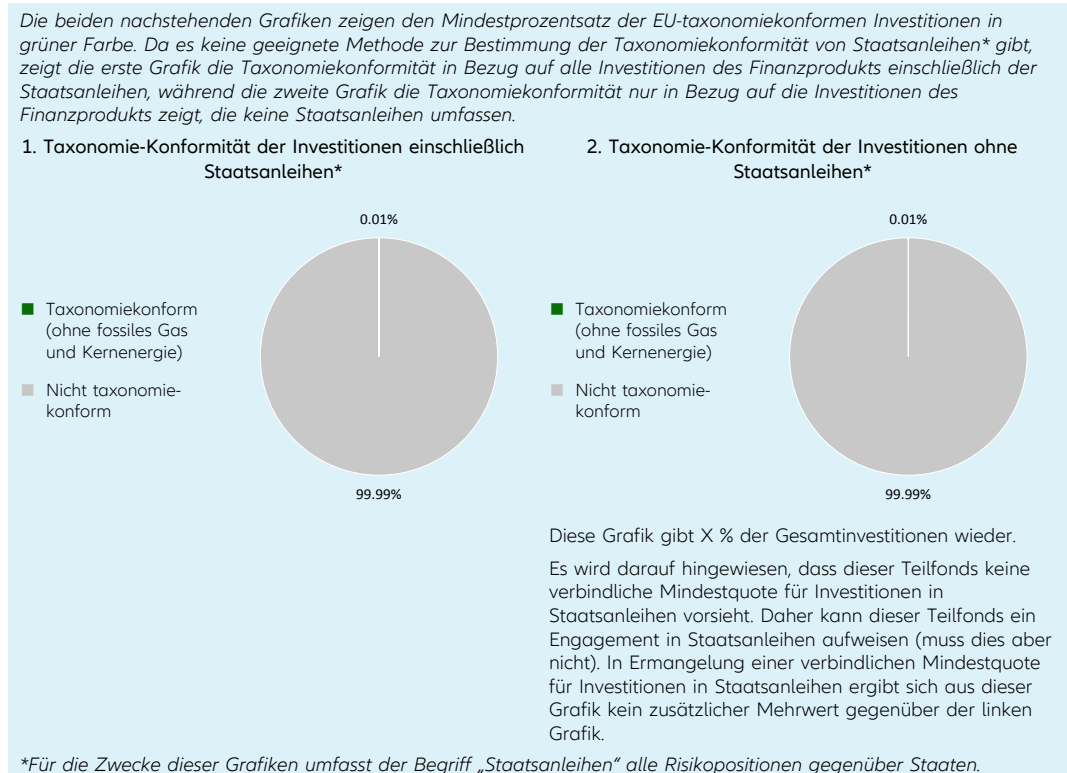 Die beiden nachstehenden Grafiken zeigen den Mindestprozentsatz der EU-taxonomiekonformen Investitionen in
grüner Farbe. Da es keine geeignete Methode zur Bestimmung der Taxonomiekonformität von Staatsanleihen* gibt,
zeigt die erste Grafik die Taxonomiekonformität in Bezug auf alle Investitionen des Finanzprodukts einschließlich der
Staatsanleihen, während die zweite Grafik die Taxonomiekonformität nur in Bezug auf die Investitionen des
Finanzprodukts zeigt, die keine Staatsanleihen umfassen.
1. Taxonomie-Konformität der Investitionen einschließlich
Staatsanleihen*
0.01%
Taxonomiekonform
(ohne fossiles Gas
und Kernenergie)
Nicht taxonomie-
konform
99.99%
2. Taxonomie-Konformität der Investitionen ohne
Staatsanleihen*
0.01%
Taxonomiekonform
(ohne fossiles Gas
und Kernenergie)
Nicht taxonomie-
konform
99.99%
Diese Grafik gibt X % der Gesamtinvestitionen wieder.
Es wird darauf hingewiesen, dass dieser Teilfonds keine
verbindliche Mindestquote für Investitionen in
Staatsanleihen vorsieht. Daher kann dieser Teilfonds ein
Engagement in Staatsanleihen aufweisen (muss dies aber
nicht). In Ermangelung einer verbindlichen Mindestquote
für Investitionen in Staatsanleihen ergibt sich aus dieser
Grafik kein zusätzlicher Mehrwert gegenüber der linken
Grafik.
*Für die Zwecke dieser Grafiken umfasst der Begriff „Staatsanleihen" alle Risikopositionen gegenüber Staaten.